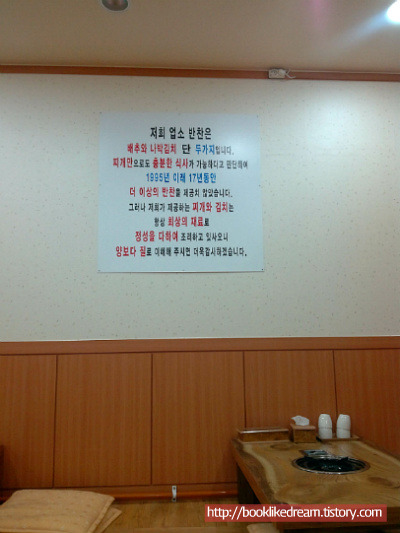 저희 업소 반찬은
배추와 나박김치 단 두가지입니다.
찌개만으로도 충분한 식사가 가능하다고 판단하여
1995년 이래 17년동안
더 이상의 반찬를 제공치 않았습니다.
그러나 저희가 제공하는 찌개와 김치는
항상 최상의 재료로
정성을 다하여 조리하고 있사오니
양보다 질로 이해해 주시면 더욱감사하겠습니다.
http://booklikedream.tistory.com